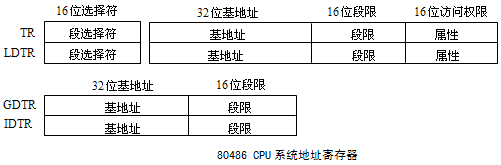 16位选择符 32位基地址 16位段限 16位访问权限
TR 段选择符 基地址 段限 属性
LDTR 段选择符 基地址 段限 属性
32位基地址 16位段限
GDTR 基地址 段限
IDTR 基地址 段限
80486 CPU系统地址寄存器